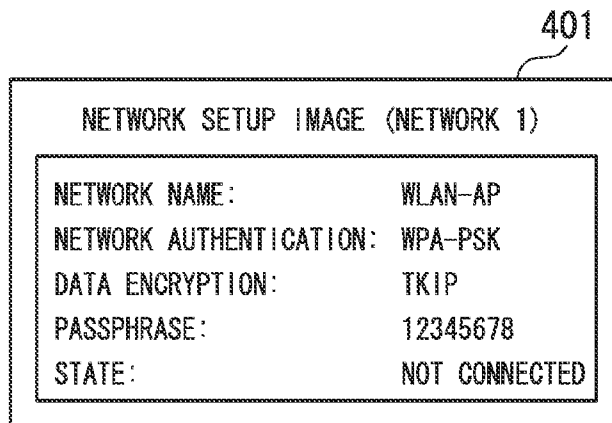 401
NETWORK SETUP IMAGE (NETWORK 1)
NETWORK NAME: WLAN-AP
NETWORK AUTHENTICATION: WPA-PSK
DATA ENCRYPTION: TKIP
PASSPHRASE: 12345678
STATE: NOT CONNECTED